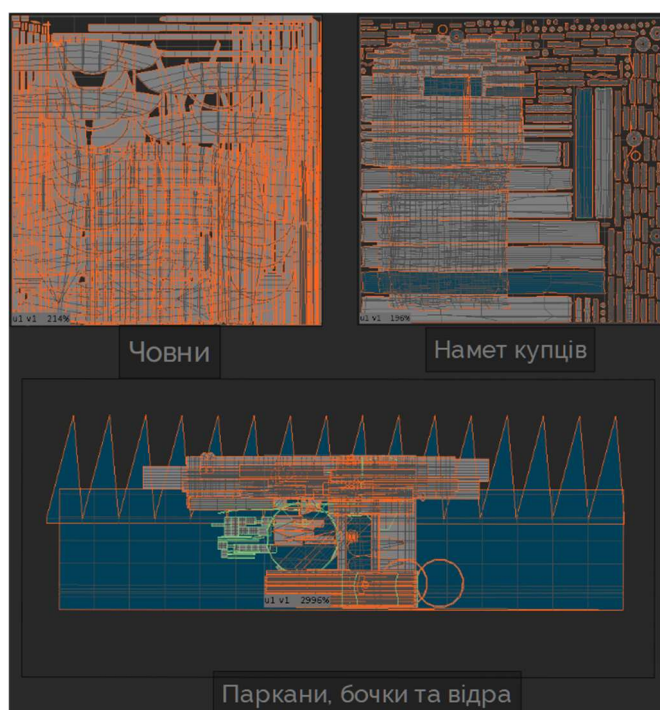 u1 v1 214%
u1 v1 196%
Човни
Намет купців
u1 v1 2996%
Паркани, бочки та відра